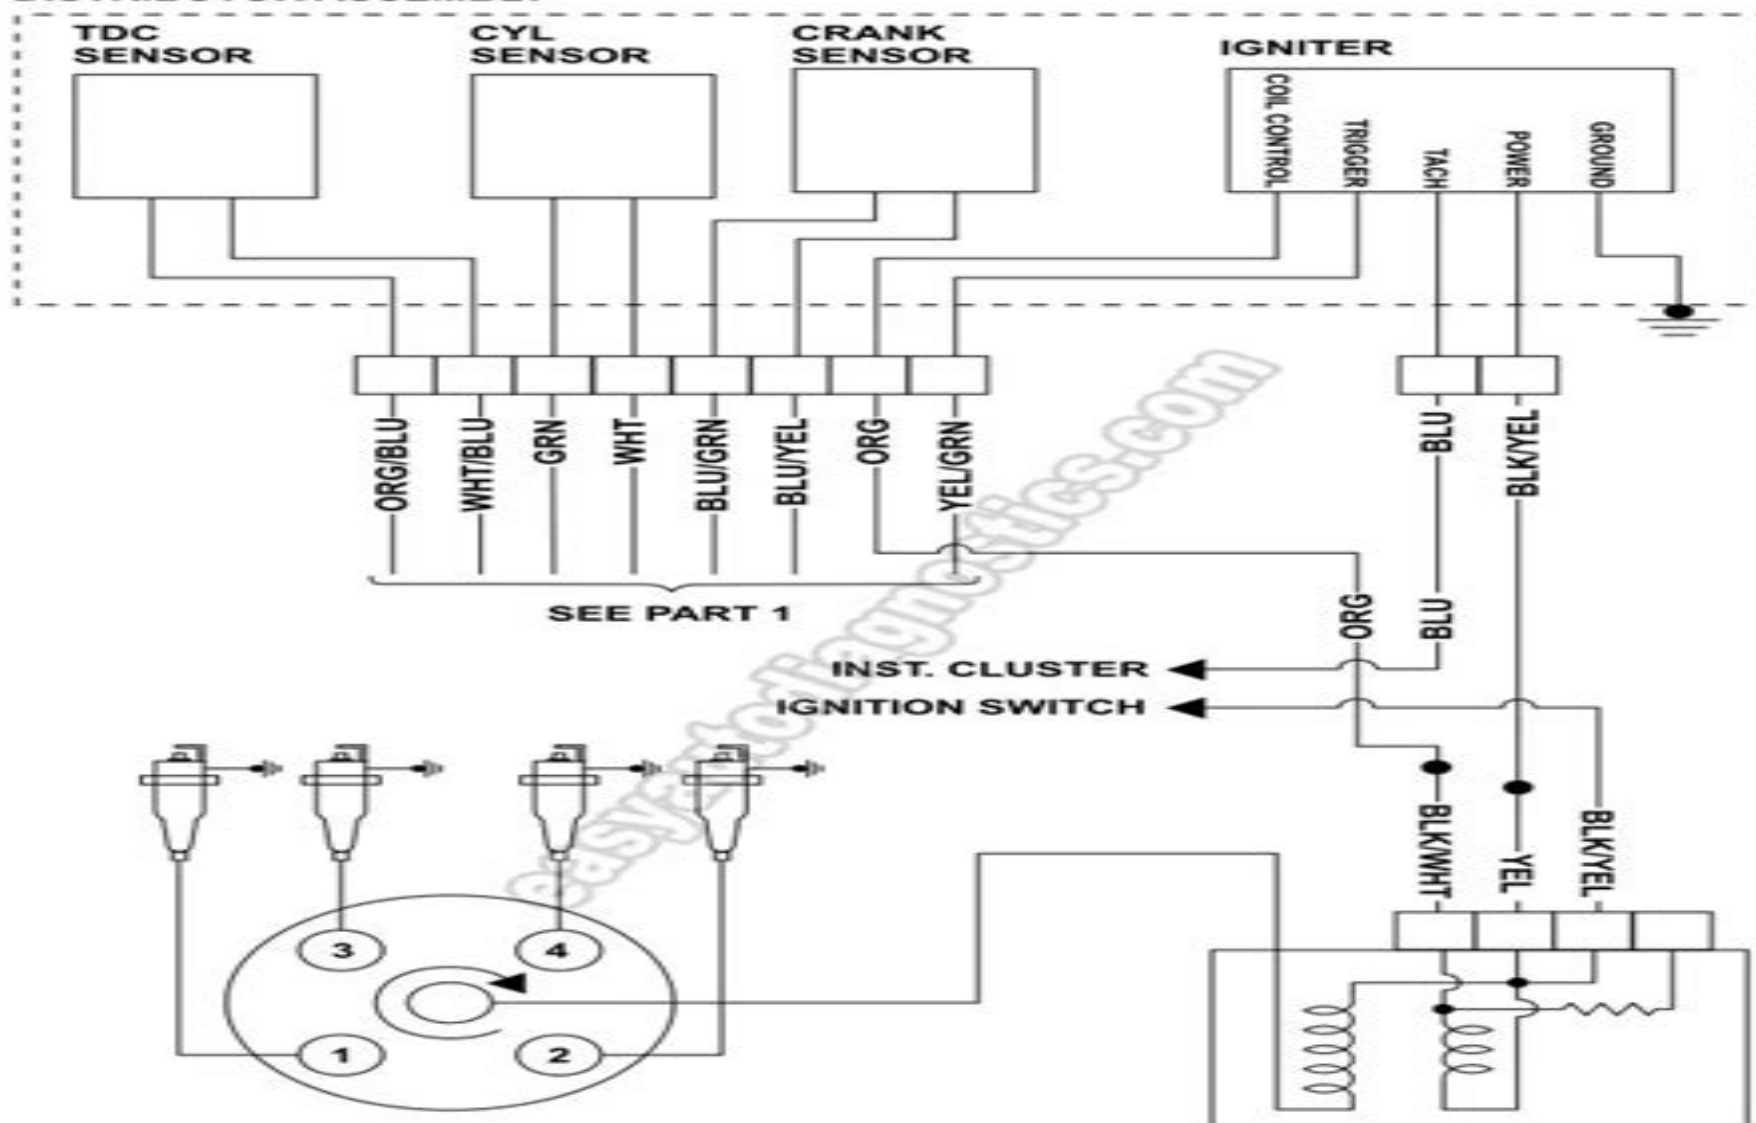 TDC
SENSOR
CYL
SENSOR
CRANK
SENSOR
IGNITER
COIL CONTROL
TRIGGER
TACH
POWER
GROUND
ORG/BLU
WHT/BLU
GRN
WHT
BLU/GRN
BLU/YEL
ORG
YEL/GRN
BLU
BLK/YEL
SEE PART 1
ORG
BLU
INST. CLUSTER
IGNITION SWITCH
easyautodiagnostics.com
BLK/WHT
YEL
BLK/YEL
3
4
1
2